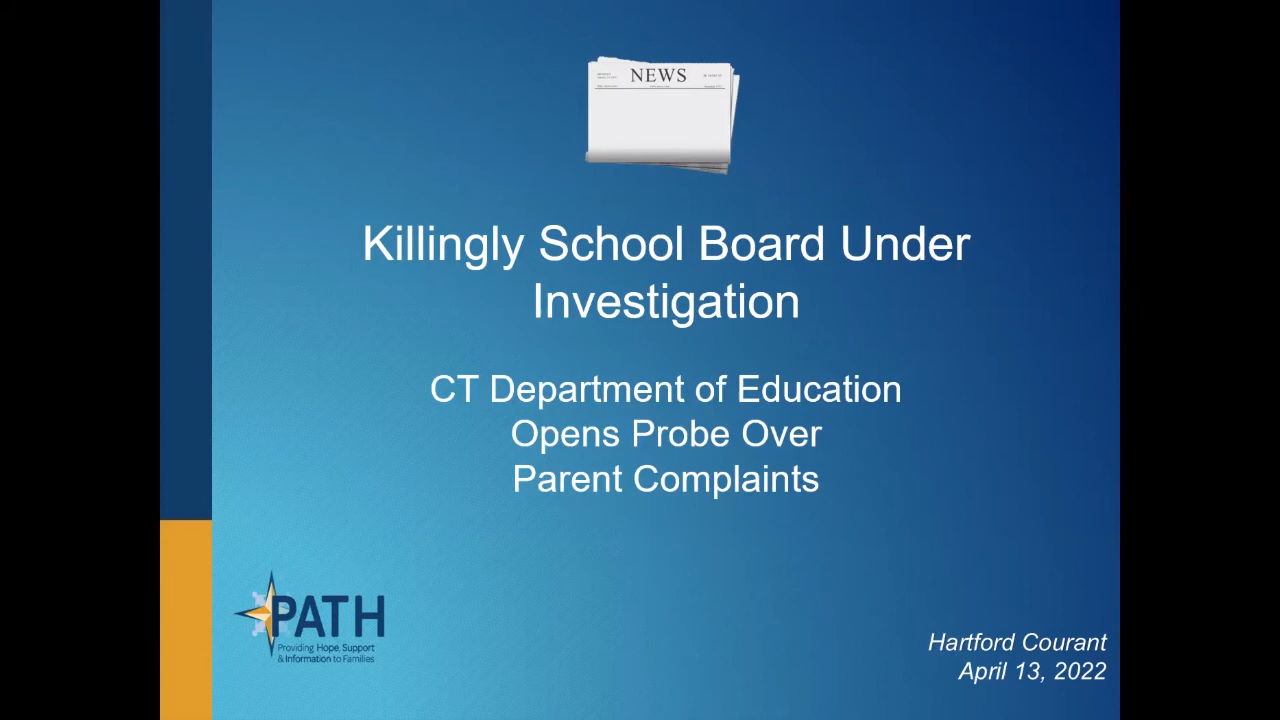 NEWS
Killingly School Board Under
Investigation
CT Department of Education
Opens Probe Over
Parent Complaints
PATH
Providing Hope, Support
& Information to Families
Hartford Courant
April 13, 2022